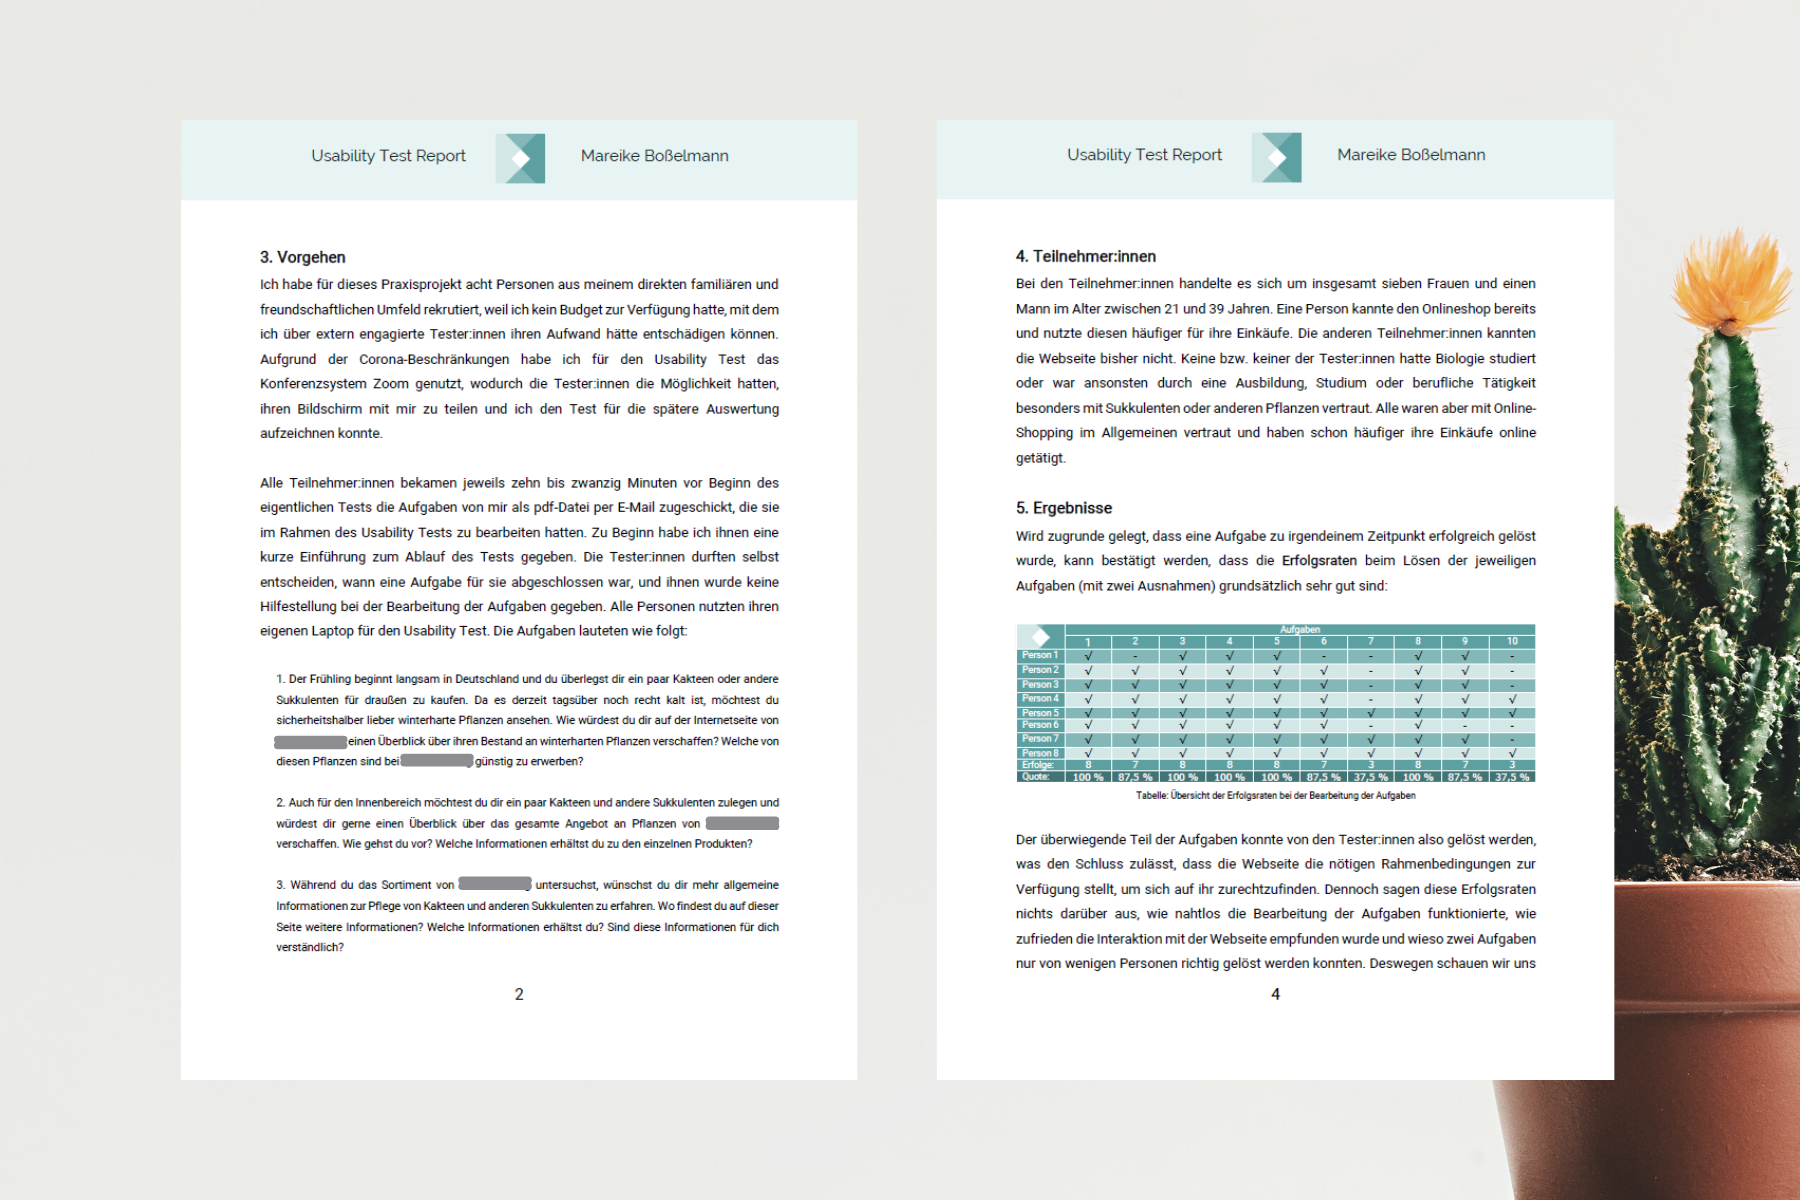 Usability Test Report
Mareike Boßelmann
3. Vorgehen
Ich habe für dieses Praxisprojekt acht Personen aus meinem direkten familiären und
freundschaftlichen Umfeld rekrutiert, weil ich kein Budget zur Verfügung hatte, mit dem
ich über extern engagierte Tester:innen ihren Aufwand hätte entschädigen können.
Aufgrund der Corona-Beschränkungen habe ich für den Usability Test das
Konferenzsystem Zoom genutzt, wodurch die Tester:innen die Möglichkeit hatten,
ihren Bildschirm mit mir zu teilen und ich den Test für die spätere Auswertung
aufzeichnen konnte.
Alle Teilnehmer:innen bekamen jeweils zehn bis zwanzig Minuten vor Beginn des
eigentlichen Tests die Aufgaben von mir als pdf-Datei per E-Mail zugeschickt, die sie
im Rahmen des Usability Tests zu bearbeiten hatten. Zu Beginn habe ich ihnen eine
kurze Einführung zum Ablauf des Tests gegeben. Die Tester:innen durften selbst
entscheiden, wann eine Aufgabe für sie abgeschlossen war, und ihnen wurde keine
Hilfestellung bei der Bearbeitung der Aufgaben gegeben. Alle Personen nutzten ihren
eigenen Laptop für den Usability Test. Die Aufgaben lauteten wie folgt:
1. Der Frühling beginnt langsam in Deutschland und du überlegst dir ein paar Kakteen oder andere
Sukkulenten für draußen zu kaufen. Da es derzeit tagsüber noch recht kalt ist, möchtest du
sicherheitshalber lieber winterharte Pflanzen ansehen. Wie würdest du dir auf der Internetseite von
einen Überblick über ihren Bestand an winterharten Pflanzen verschaffen? Welche von
diesen Pflanzen sind bei günstig zu erwerben?
2. Auch für den Innenbereich möchtest du dir ein paar Kakteen und andere Sukkulenten zulegen und
würdest dir gerne einen Überblick über das gesamte Angebot an Pflanzen von
verschaffen. Wie gehst du vor? Welche Informationen erhältst du zu den einzelnen Produkten?
3. Während du das Sortiment von untersuchst, wünschst du dir mehr allgemeine
Informationen zur Pflege von Kakteen und anderen Sukkulenten zu erfahren. Wo findest du auf dieser
Seite weitere Informationen? Welche Informationen erhältst du? Sind diese Informationen für dich
verständlich?
2
Usability Test Report
Mareike Boßelmann
4. Teilnehmer:innen
Bei den Teilnehmer:innen handelte es sich um insgesamt sieben Frauen und einen
Mann im Alter zwischen 21 und 39 Jahren. Eine Person kannte den Onlineshop bereits
und nutzte diesen häufiger für ihre Einkäufe. Die anderen Teilnehmer:innen kannten
die Webseite bisher nicht. Keine bzw. keiner der Tester:innen hatte Biologie studiert
oder war ansonsten durch eine Ausbildung, Studium oder berufliche Tätigkeit
besonders mit Sukkulenten oder anderen Pflanzen vertraut. Alle waren aber mit Online-
Shopping im Allgemeinen vertraut und haben schon häufiger ihre Einkäufe online
getätigt.
5. Ergebnisse
Wird zugrunde gelegt, dass eine Aufgabe zu irgendeinem Zeitpunkt erfolgreich gelöst
wurde, kann bestätigt werden, dass die Erfolgsraten beim Lösen der jeweiligen
Aufgaben (mit zwei Ausnahmen) grundsätzlich sehr gut sind:
Aufgaben
1 2 3 4 5 6 7 8 9 10
Person 1 √ - √ √ √ - - √ √ -
Person 2 √ √ √ √ √ √ - √ √ -
Person 3 √ √ √ √ √ √ - √ √ -
Person 4 √ √ √ √ √ √ - √ √ √
Person 5 √ √ √ √ √ √ √ √ √ √
Person 6 √ √ √ √ √ √ - √ - -
Person 7 √ √ √ √ √ √ √ √ √ -
Person 8 √ √ √ √ √ √ √ √ √ √
Erfolge: 8 7 8 8 8 7 3 8 7 3
Quote: 100 % 87,5 % 100 % 100 % 100 % 87,5 % 37,5 % 100 % 87,5 % 37,5 %
Tabelle: Übersicht der Erfolgsraten bei der Bearbeitung der Aufgaben
Der überwiegende Teil der Aufgaben konnte von den Tester:innen also gelöst werden,
was den Schluss zulässt, dass die Webseite die nötigen Rahmenbedingungen zur
Verfügung stellt, um sich auf ihr zurechtzufinden. Dennoch sagen diese Erfolgsraten
nichts darüber aus, wie nahtlos die Bearbeitung der Aufgaben funktionierte, wie
zufrieden die Interaktion mit der Webseite empfunden wurde und wieso zwei Aufgaben
nur von wenigen Personen richtig gelöst werden konnten. Deswegen schauen wir uns
4